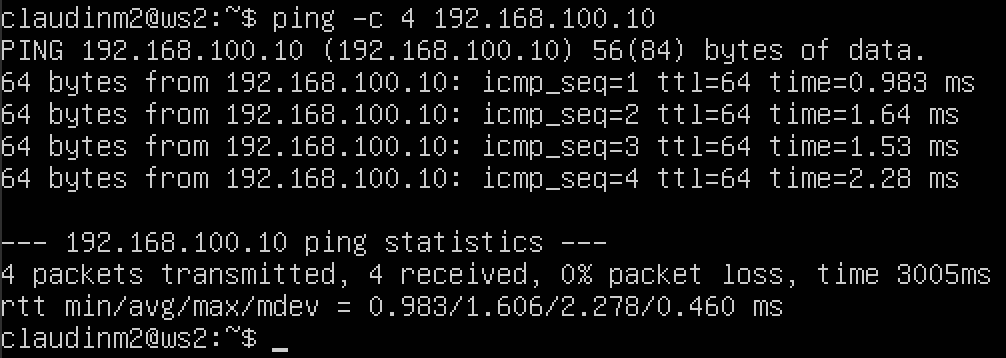 claudinm2@ws2:~$ ping -c 4 192.168.100.10
PING 192.168.100.10 (192.168.100.10) 56(84) bytes of data.
64 bytes from 192.168.100.10: icmp_seq=1 ttl=64 time=0.983 ms
64 bytes from 192.168.100.10: icmp_seq=2 ttl=64 time=1.64 ms
64 bytes from 192.168.100.10: icmp_seq=3 ttl=64 time=1.53 ms
64 bytes from 192.168.100.10: icmp_seq=4 ttl=64 time=2.28 ms

--- 192.168.100.10 ping statistics ---
4 packets transmitted, 4 received, 0% packet loss, time 3005ms
rtt min/avg/max/mdev = 0.983/1.606/2.278/0.460 ms
claudinm2@ws2:~$ _